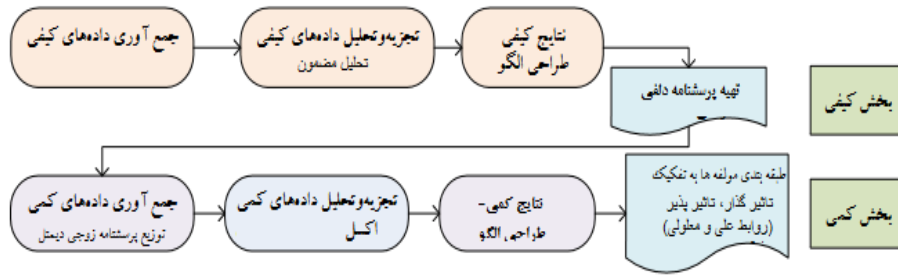 جمع آوری داده‌های کیفی
تجزیه‌وتحلیل داده‌های کیفی
تحلیل مضمون
نتایج کیفی
طراحی الگو
تهیه پرسشنامه دلفی
بخش کیفی
جمع آوری داده‌های کمی
توزیع پرسشنامه زوجی دیمتل
تجزیه‌وتحلیل داده‌های کمی
اکسل
نتایج کمی-
طراحی الگو
طبقه بندی مولفه ها به تفکیک
تاثیر گذار، تاثیر پذیر
(روابط علی و معلولی)
بخش کمی